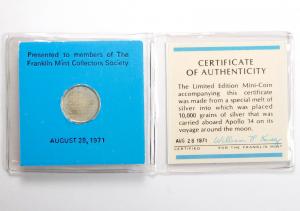 Presented to members of The
Franklin Mint Collectors Society
AUGUST 28, 1971
CERTIFICATE
OF AUTHENTICITY
The Limited Edition Mini-Coin
accompanying this certificate
was made from a special melt of
silver into which was placed
10,000 grains of silver that
was carried aboard Apollo 14 on its
voyage around the moon.
AUG 28 1971
CERTIFIED FOR THE FRANKLIN MINT